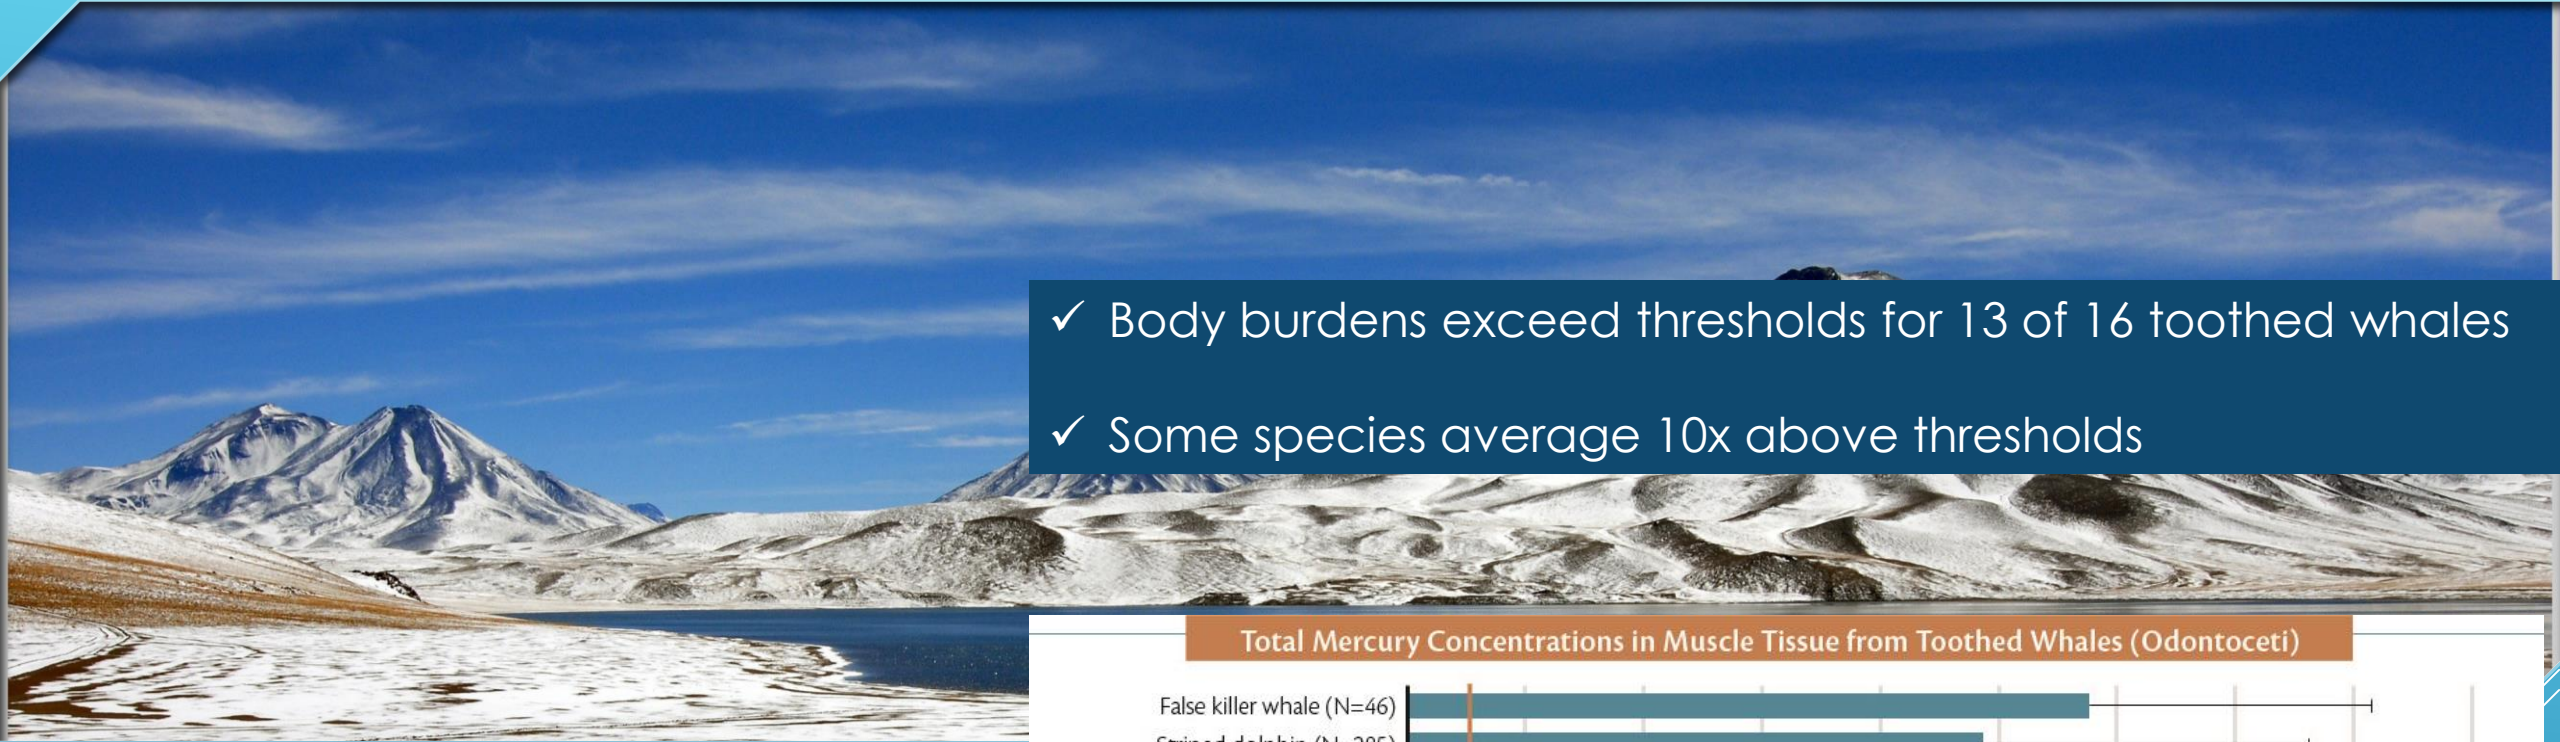 ✓ Body burdens exceed thresholds for 13 of 16 toothed whales
✓ Some species average 10x above thresholds
Total Mercury Concentrations in Muscle Tissue from Toothed Whales (Odontoceti)
False killer whale (N=46)